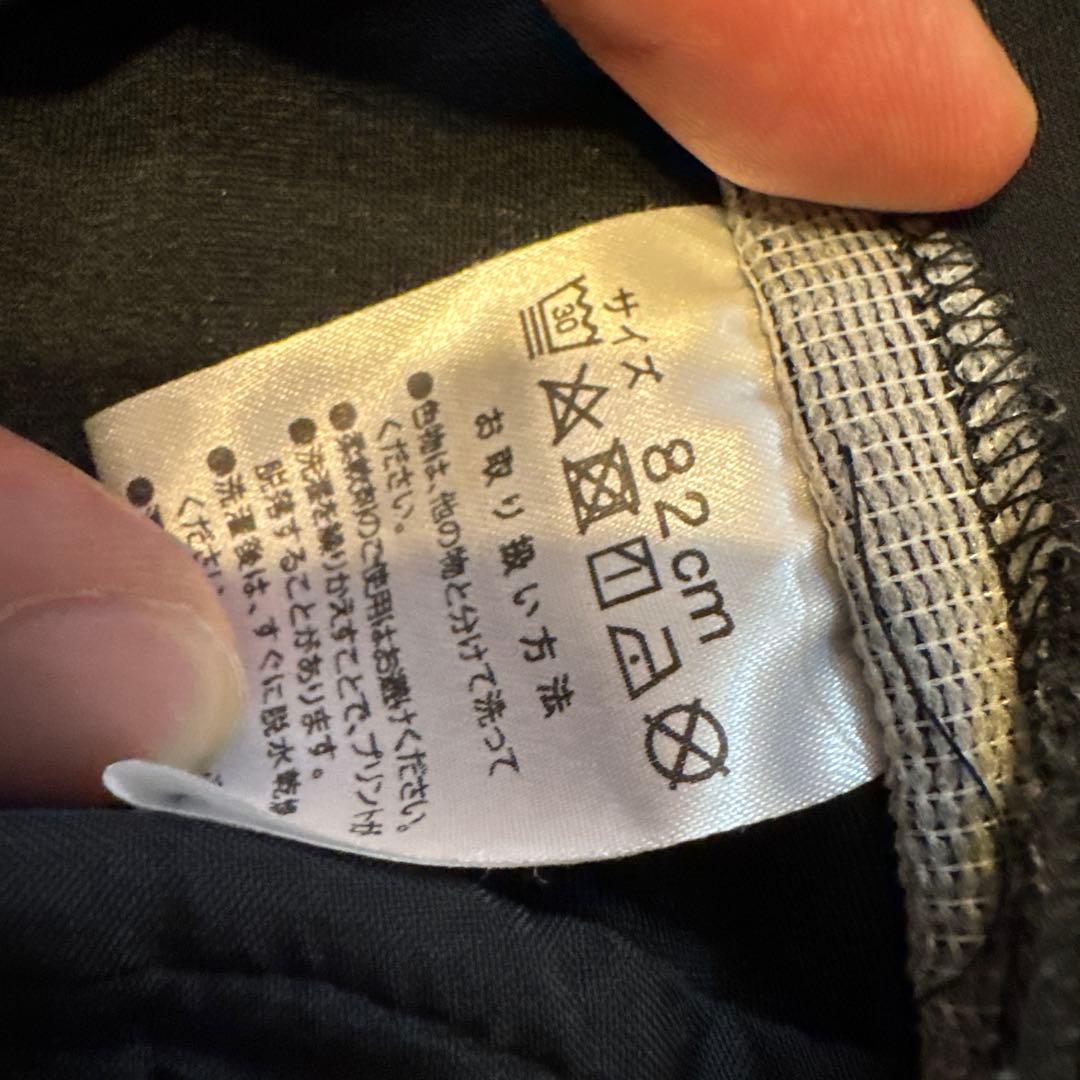 サイズ 82cm
30
お取り扱い方法
●色物は、他の物と分けて洗って
ください。
●柔軟剤のご使用はお避けください。
●洗濯を繰りかえすことで、プリントが
脱落することがあります。
●洗濯後は、すぐに脱水乾燥
ください。
●